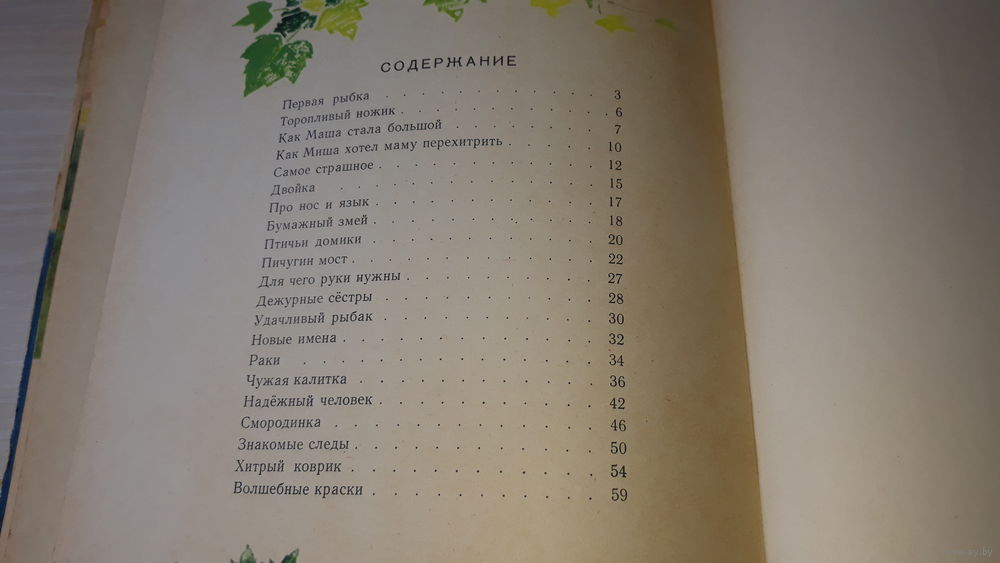 СОДЕРЖАНИЕ
Первая рыбка . . . . . . . . . . . 3
Торопливый ножик . . . . . . . . . . 6
Как Маша стала большой . . . . . . . 7
Как Миша хотел маму перехитрить . . . . . 10
Самое страшное . . . . . . . . . . . 12
Двойка . . . . . . . . . . . . 15
Про нос и язык . . . . . . . . . . . 17
Бумажный змей . . . . . . . . . . . 18
Птичьи домики . . . . . . . . . . . 20
Пичугин мост . . . . . . . . . . . . 22
Для чего руки нужны . . . . . . . . . . 27
Дежурные сёстры . . . . . . . . . . . 28
Удачливый рыбак . . . . . . . . . . . 30
Новые имена . . . . . . . . . . . . 32
Раки . . . . . . . . . . . . . 34
Чужая калитка . . . . . . . . . . . 36
Надёжный человек . . . . . . . . . . . 42
Смородинка . . . . . . . . . . . . 46
Знакомые следы . . . . . . . . . . . 50
Хитрый коврик . . . . . . . . . . . 54
Волшебные краски . . . . . . . . . . . 59